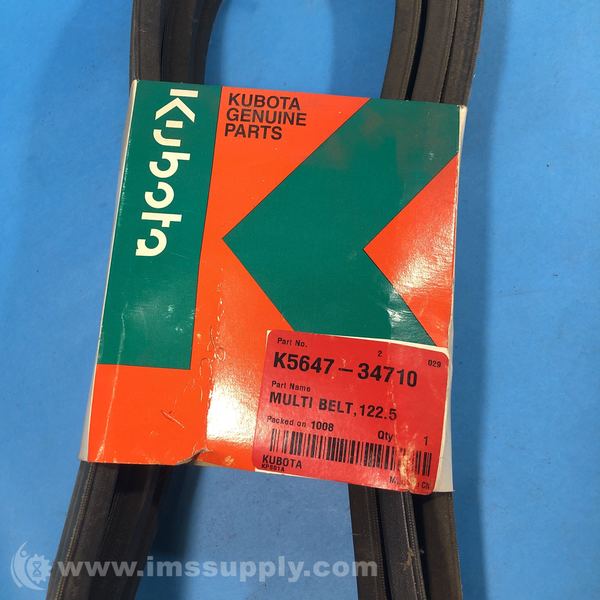 Kubota
KUBOTA
GENUINE
PARTS
Part No. 2 029
K5647-34710
Part Name
MULTI BELT, 122.5
Packed on 1008 Qty 1
KUBOTA
www.imssupply.com